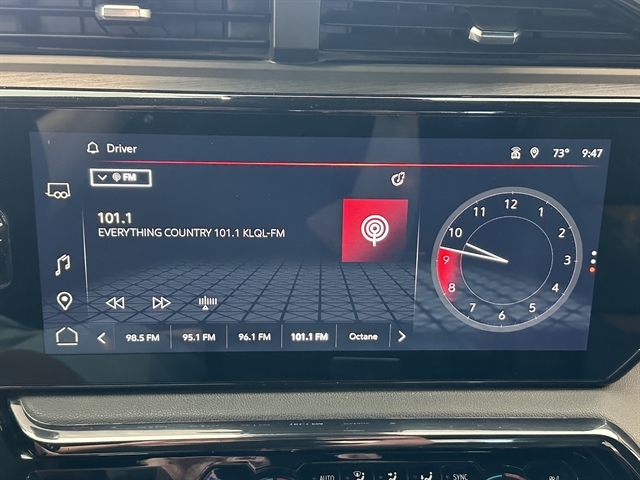 Driver
73° 9:47
FM
101.1
EVERYTHING COUNTRY 101.1 KLQL-FM
12
1
2
3
4
5
6
7
8
9
10
11
98.5 FM 95.1 FM 96.1 FM 101.1 FM Octane
AUTO SYNC